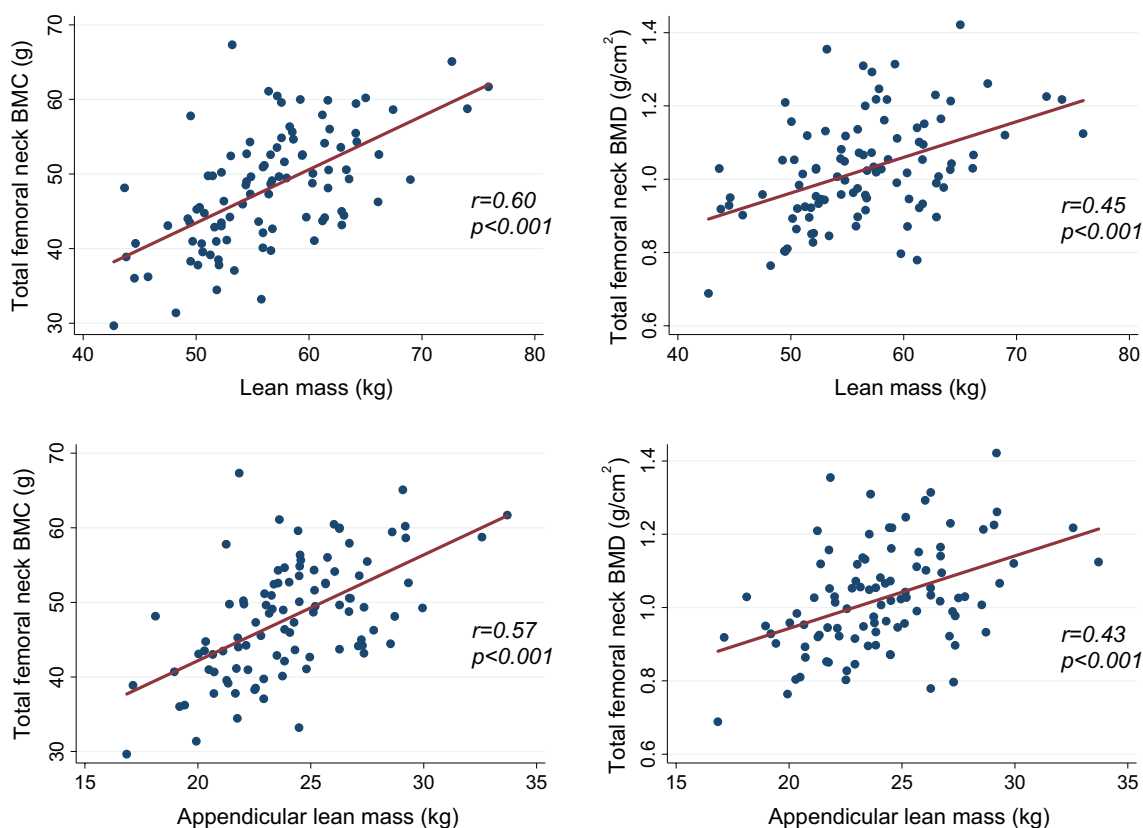 Total femoral neck BMC (g)
70
60
50
40
30
r=0.60
p<0.001
40 50 60 70 80
Lean mass (kg)
Total femoral neck BMD (g/cm²)
1.4
1.2
1.0
0.8
0.6
r=0.45
p<0.001
40 50 60 70 80
Lean mass (kg)
Total femoral neck BMC (g)
70
60
50
40
30
r=0.57
p<0.001
15 20 25 30 35
Appendicular lean mass (kg)
Total femoral neck BMD (g/cm²)
1.4
1.2
1.0
0.8
0.6
r=0.43
p<0.001
15 20 25 30 35
Appendicular lean mass (kg)